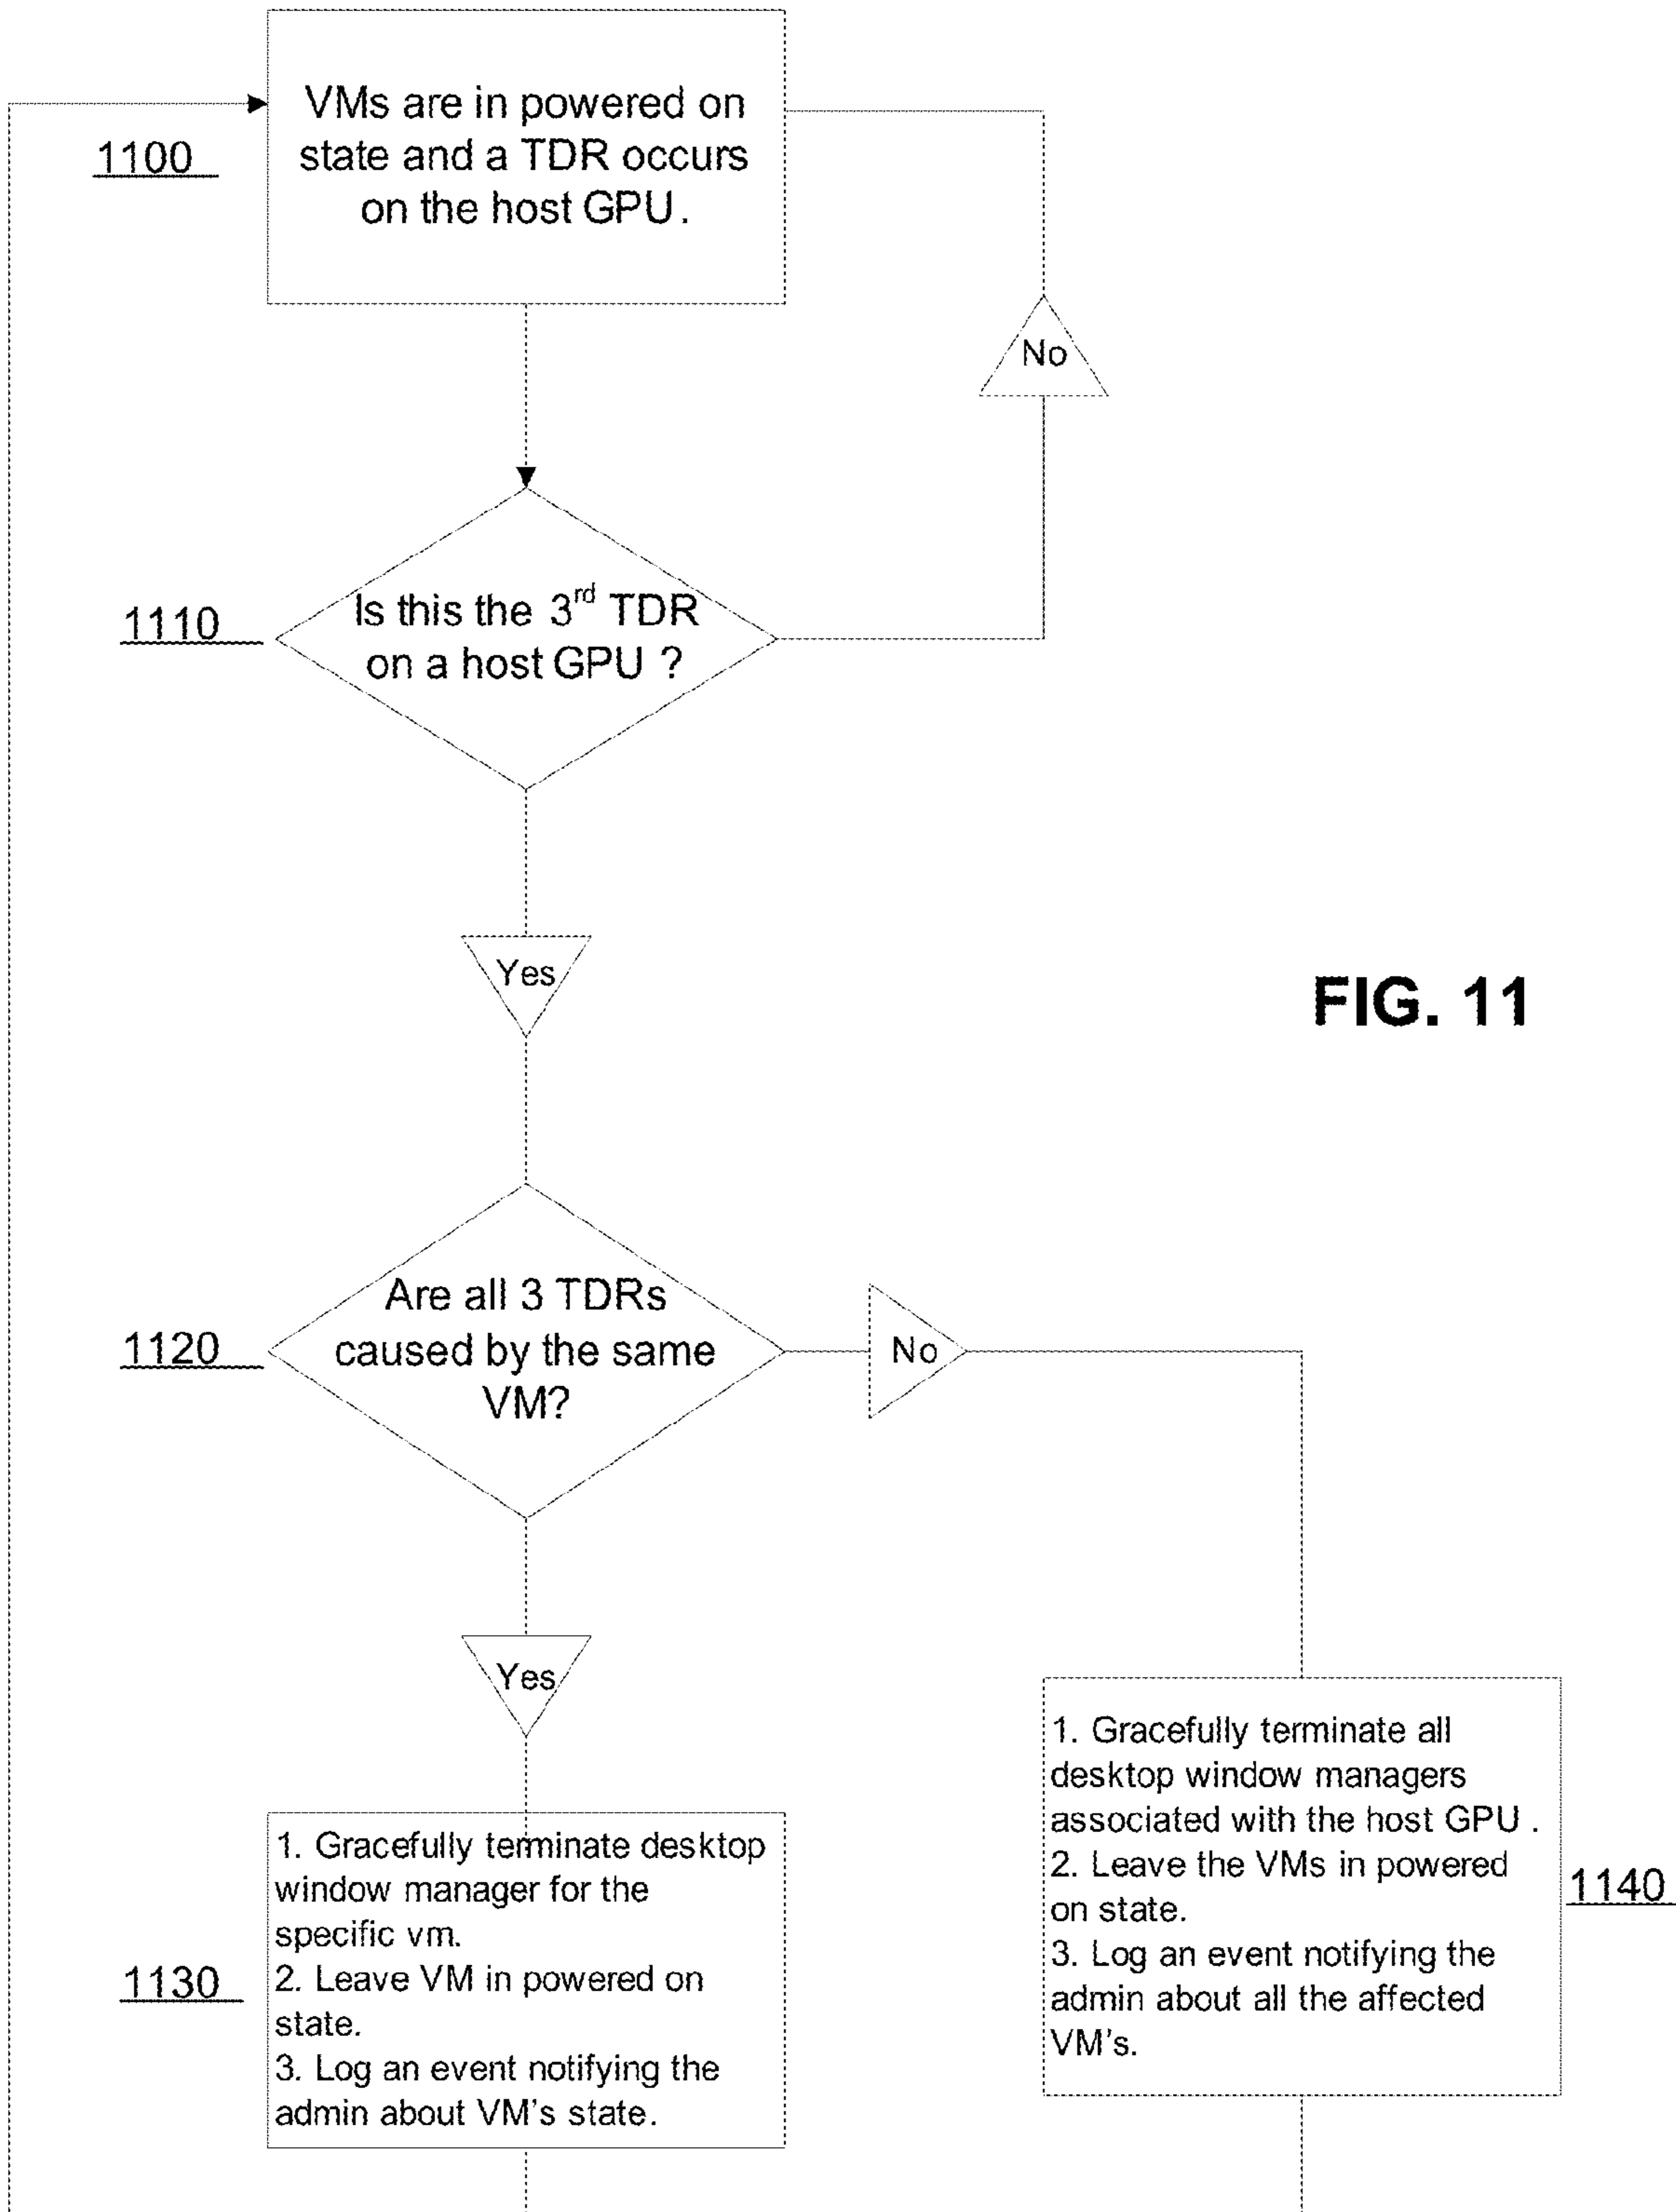 VMs are in powered on
state and a TDR occurs
on the host GPU.
1100
No
1110
Is this the 3rd TDR
on a host GPU ?
Yes
FIG. 11
1120
Are all 3 TDRs
caused by the same
VM?
No
Yes
1130
1. Gracefully terminate desktop
window manager for the
specific vm.
2. Leave VM in powered on
state.
3. Log an event notifying the
admin about VM's state.
1. Gracefully terminate all
desktop window managers
associated with the host GPU .
2. Leave the VMs in powered
on state.
3. Log an event notifying the
admin about all the affected
VM's.
1140